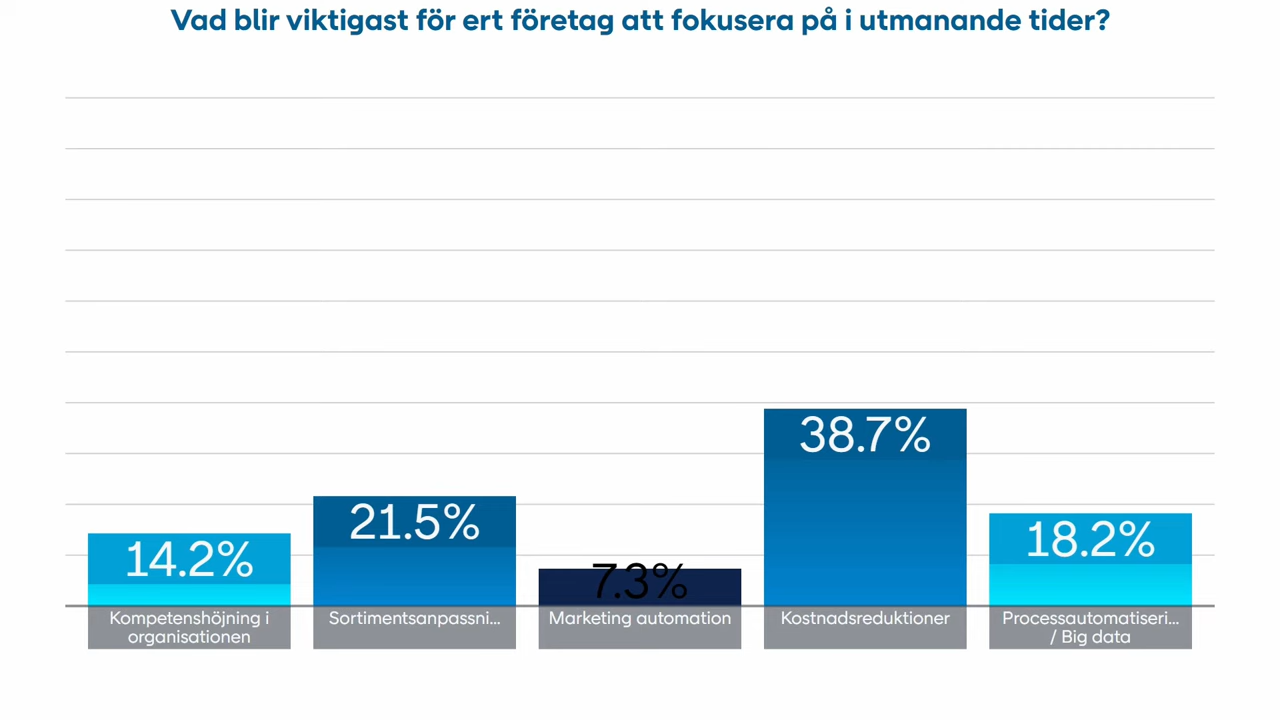 Vad blir viktigast för ert företag att fokusera på i utmanande tider?
14.2%
21.5%
7.3%
38.7%
18.2%
Kompetenshöjning i
organisationen
Sortimentsanpassni...
Marketing automation
Kostnadsreduktioner
Processautomatiseri...
/ Big data